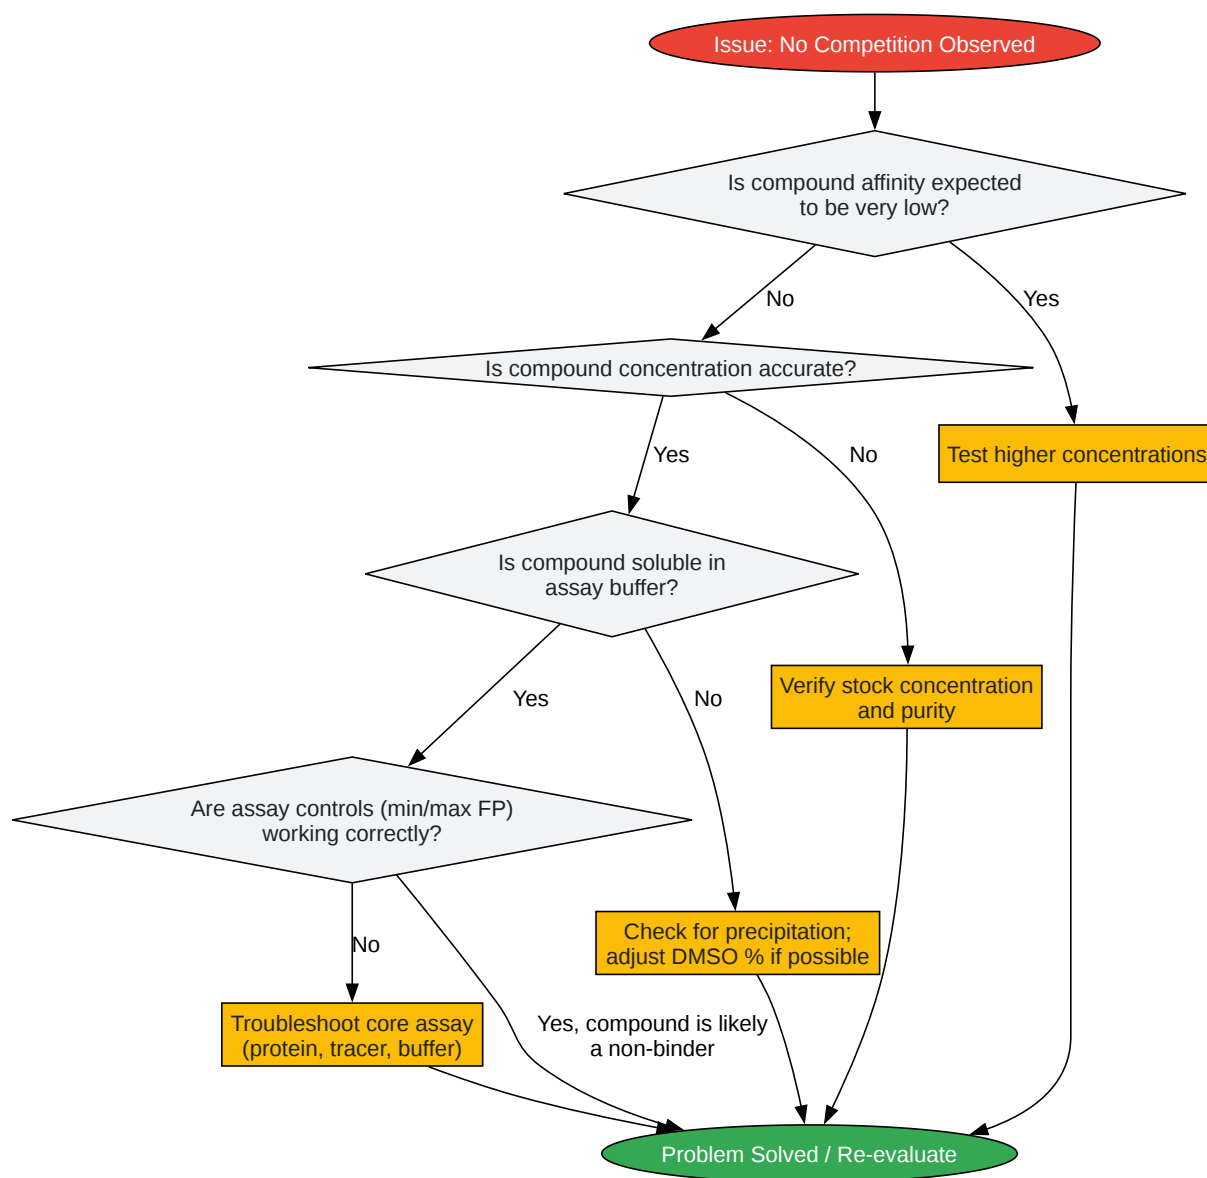 Issue: No Competition Observed
Is compound affinity expected
to be very low?
No
Yes
Is compound concentration accurate?
Yes
No
Test higher concentrations
Is compound soluble in
assay buffer?
Yes
No
Verify stock concentration
and purity
Are assay controls (min/max FP)
working correctly?
No
Check for precipitation;
adjust DMSO % if possible
Troubleshoot core assay
(protein, tracer, buffer)
Yes, compound is likely
a non-binder
Problem Solved / Re-evaluate